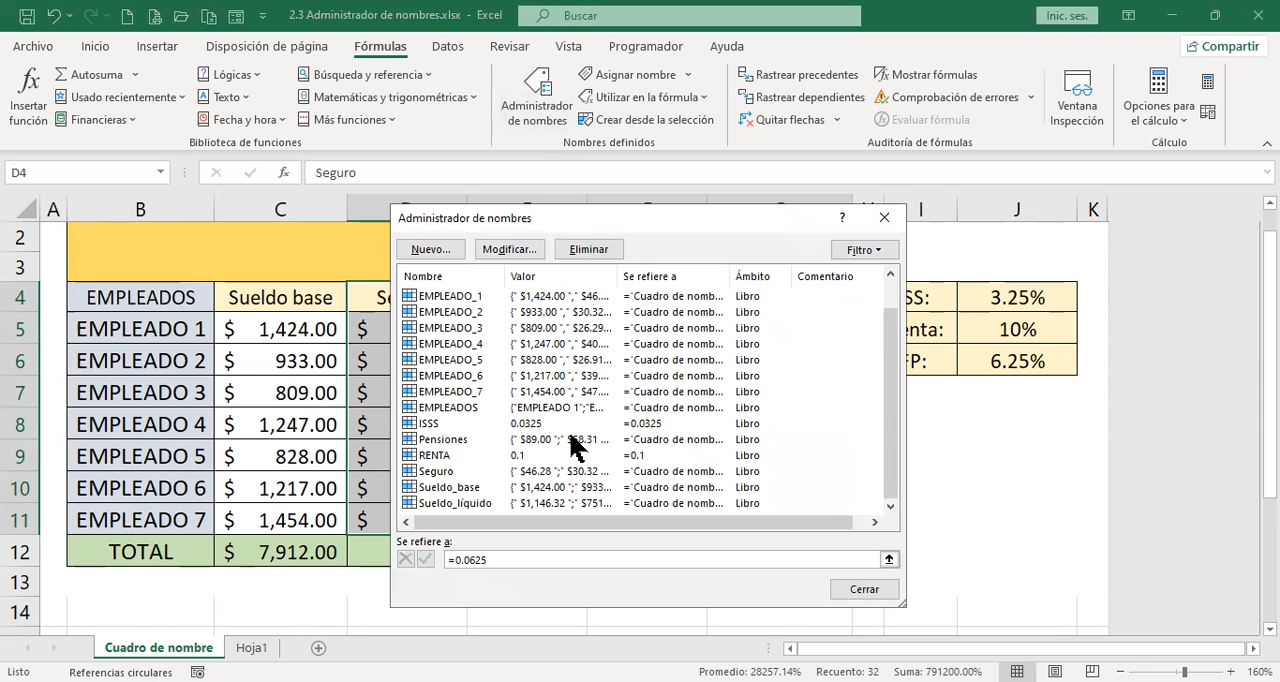 2.3 Administrador de nombres.xlsx - Excel
Buscar
Inic. ses.
Archivo Inicio Insertar Disposición de página Fórmulas Datos Revisar Vista Programador Ayuda
Compartir
Insertar función
Autosuma
Usado recientemente
Financieras
Lógicas
Texto
Fecha y hora
Búsqueda y referencia
Matemáticas y trigonométricas
Más funciones
Biblioteca de funciones
Administrador de nombres
Asignar nombre
Utilizar en la fórmula
Crear desde la selección
Nombres definidos
Rastrear precedentes
Rastrear dependientes
Quitar flechas
Mostrar fórmulas
Comprobación de errores
Evaluar fórmula
Auditoría de fórmulas
Ventana Inspección
Opciones para el cálculo
Cálculo
D4
fx
Seguro
A B C I J K
2
3
4 EMPLEADOS Sueldo base
5 EMPLEADO 1 $ 1,424.00 $
6 EMPLEADO 2 $ 933.00 $
7 EMPLEADO 3 $ 809.00 $
8 EMPLEADO 4 $ 1,247.00 $
9 EMPLEADO 5 $ 828.00 $
10 EMPLEADO 6 $ 1,217.00 $
11 EMPLEADO 7 $ 1,454.00 $
12 TOTAL $ 7,912.00
13
14
SS: 3.25%
enta: 10%
P: 6.25%
Administrador de nombres
?
Nuevo... Modificar... Eliminar Filtro
Nombre Valor Se refiere a Ámbito Comentario
EMPLEADO_1 {" $1,424.00 "," $46.... ='Cuadro de nomb... Libro
EMPLEADO_2 {" $933.00 "," $30.32... ='Cuadro de nomb... Libro
EMPLEADO_3 {" $809.00 "," $26.29... ='Cuadro de nomb... Libro
EMPLEADO_4 {" $1,247.00 "," $40.... ='Cuadro de nomb... Libro
EMPLEADO_5 {" $828.00 "," $26.91... ='Cuadro de nomb... Libro
EMPLEADO_6 {" $1,217.00 "," $39.... ='Cuadro de nomb... Libro
EMPLEADO_7 {" $1,454.00 "," $47.... ='Cuadro de nomb... Libro
EMPLEADOS {"EMPLEADO 1";"E... ='Cuadro de nomb... Libro
ISSS 0.0325 =0.0325 Libro
Pensiones {" $89.00 ";" $58.31 ... ='Cuadro de nomb... Libro
RENTA 0.1 =0.1 Libro
Seguro {" $46.28 ";" $30.32 ... ='Cuadro de nomb... Libro
Sueldo_base {" $1,424.00 ";" $933... ='Cuadro de nomb... Libro
Sueldo_líquido {" $1,146.32 ";" $751... ='Cuadro de nomb... Libro
Se refiere a:
=0.0625
Cerrar
Cuadro de nombre Hoja1
Listo Referencias circulares Promedio: 28257.14% Recuento: 32 Suma: 791200.00% 160%